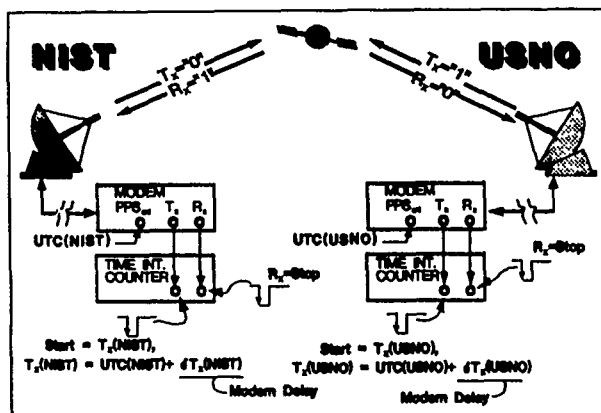 NIST
USNO
Tx="0"
Rx="1"
Tx="1"
Rx="0"
MODEM
PPS Tx Rx
UTC(NIST)
TIME INT.
COUNTER
Rx=Stop
Start = Tx(NIST),
Tx(NIST) = UTC(NIST)+ δTx(NIST)
Modem Delay
MODEM
PPS Tx Rx
UTC(USNO)
TIME INT.
COUNTER
Rx=Stop
Start = Tx(USNO),
Tx(USNO) = UTC(USNO)+ δTx(USNO)
Modem Delay